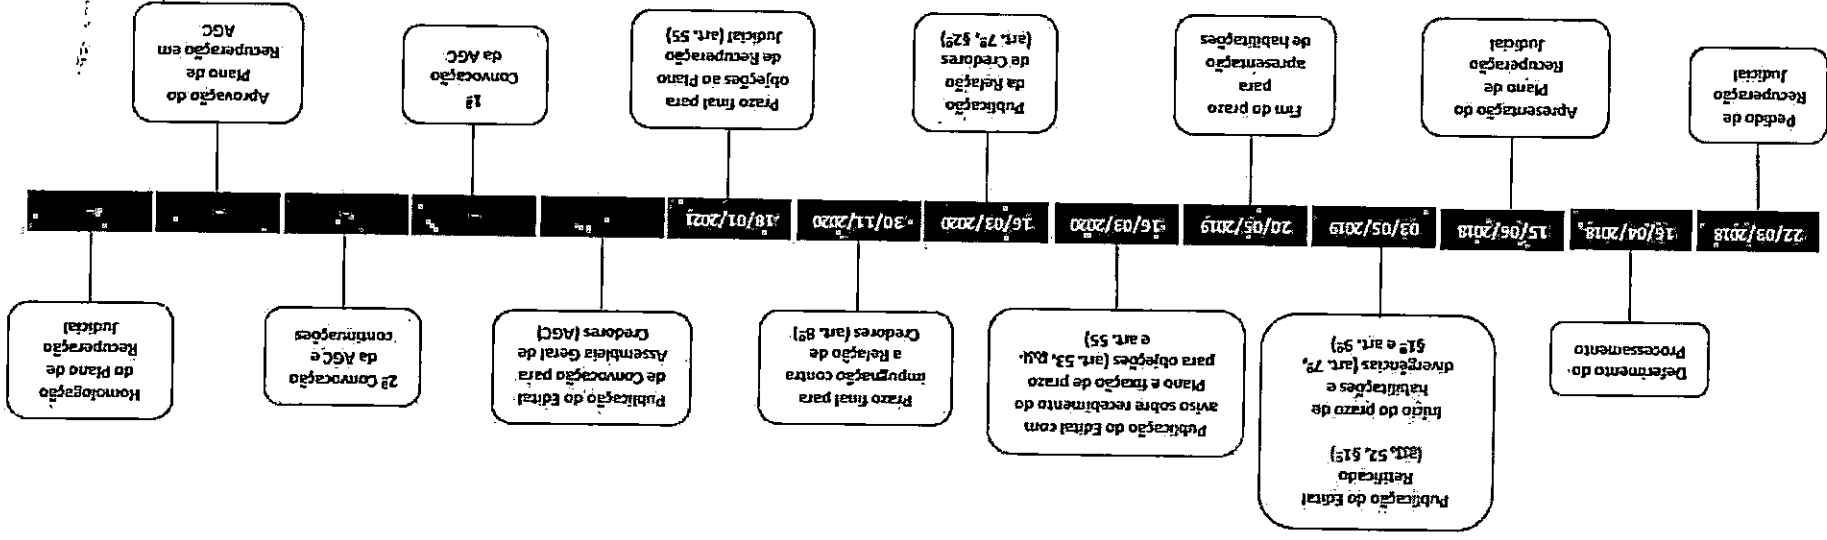 Deferimento do
Processamento
Publicação do Edital
Retificado
(art. 52, §1º)
Início do prazo de
habilitações e
divergências (art. 7º,
§1º e art. 9º)
Publicação do Edital com
aviso sobre recebimento do
Plano e fixação de prazo
para objeções (art. 53, p.u.
e art. 55)
Prazo final para
impugnação contra
a Relação de
Credores (art. 8º)
Publicação do Edital
de Convocação para
Assembleia Geral de
Credores (AGC)
2ª Convocação
da AGC e
continuações
Homologação
do Plano de
Recuperação
Judicial
22/03/2018
16/04/2018
15/06/2018
03/05/2019
20/05/2019
16/03/2020
16/03/2020
30/11/2020
18/01/2021
-
-
-
-
Pedido de
Recuperação
Judicial
Apresentação do
Plano de
Recuperação
Judicial
Fim do prazo
para
apresentação
de habilitações
Publicação
da Relação
de Credores
(art. 7º, §2º)
Prazo final para
objeções ao Plano
de Recuperação
Judicial (art. 55)
1ª
Convocação
da AGC
Aprovação do
Plano de
Recuperação em
AGC